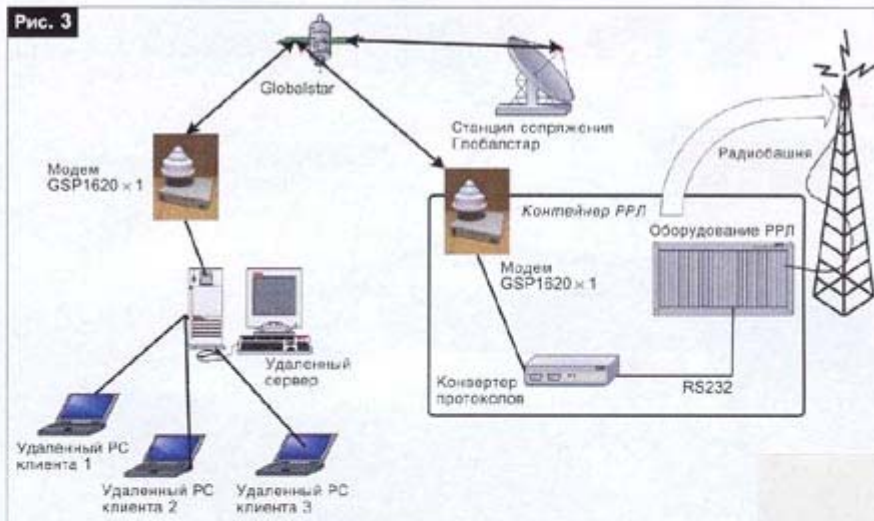 Рис. 3
Globalstar
Станция сопряжения
Глобалстар
Модем
GSP1620 × 1
Радиобашня
Контейнер РРЛ
Оборудование РРЛ
Модем
GSP1620 × 1
Удаленный
сервер
Конвертер
протоколов
RS232
Удаленный PC
клиента 1
Удаленный PC
клиента 2
Удаленный PC
клиента 3